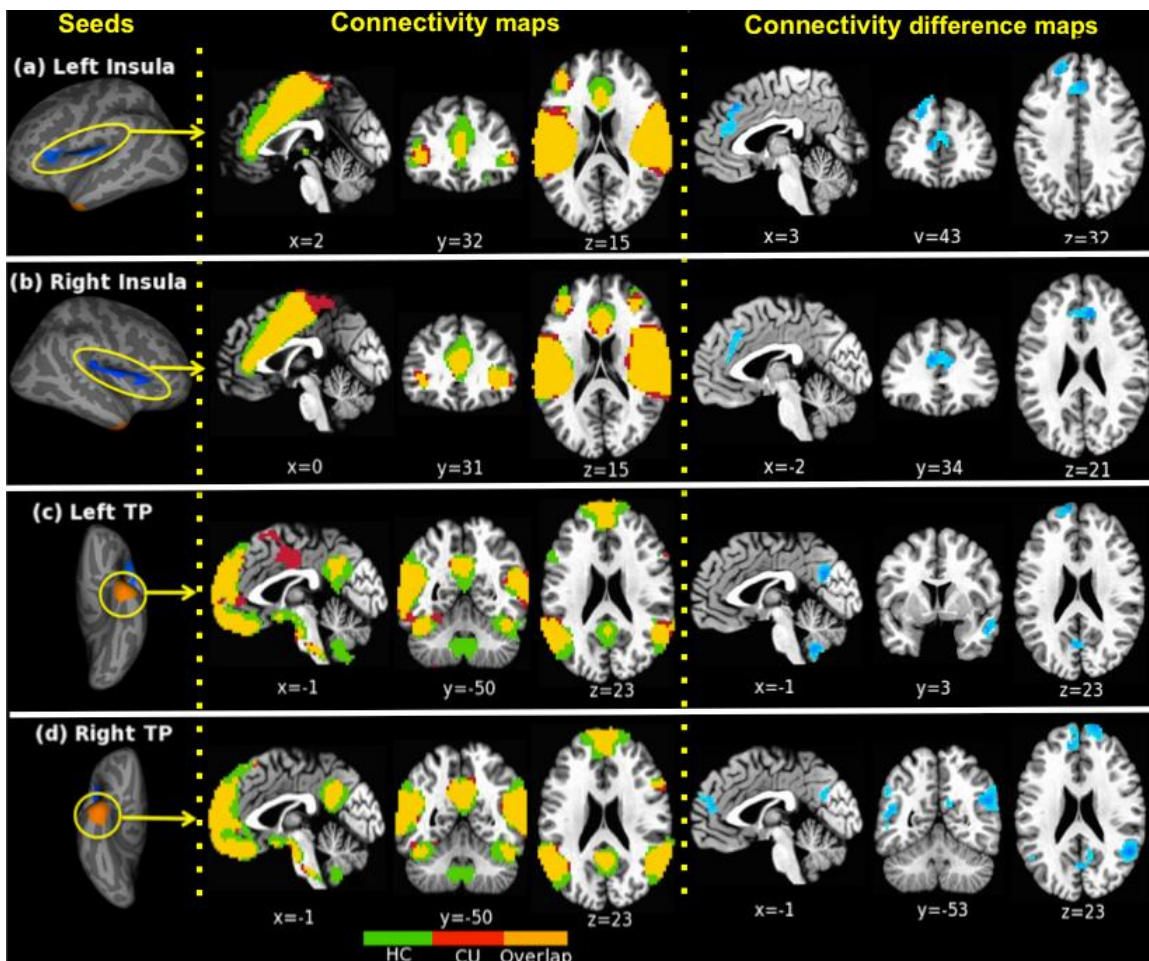 Seeds Connectivity maps Connectivity difference maps
(a) Left Insula
x=2 y=32 z=15 x=3 v=43 z=32
(b) Right Insula
x=0 y=31 z=15 x=-2 y=34 z=21
(c) Left TP
x=-1 y=-50 z=23 x=-1 y=3 z=23
(d) Right TP
x=-1 y=-50 z=23 x=-1 y=-53 z=23
HC CU Overlap